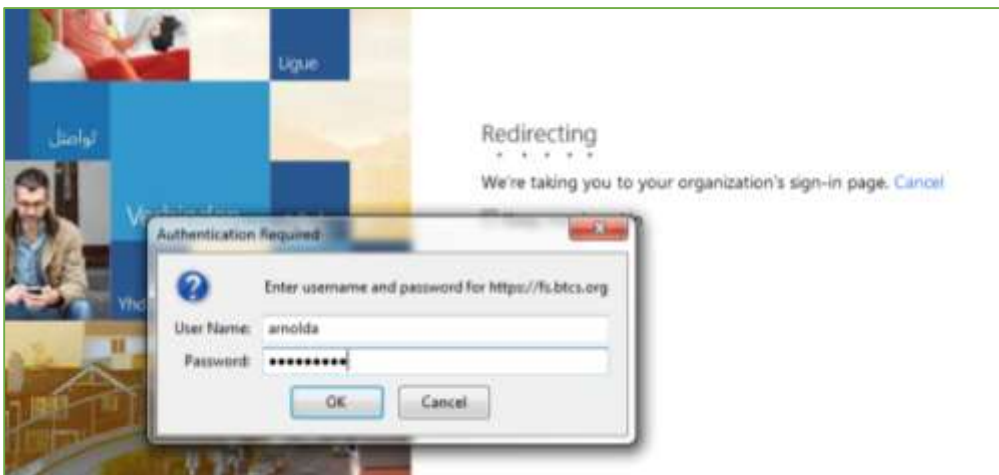 Ligue
تواصل
Redirecting
We're taking you to your organization's sign-in page. Cancel
Authentication Required
Enter username and password for https://fs.btcs.org
User Name: arnolda
Password: •••••••••
OK Cancel